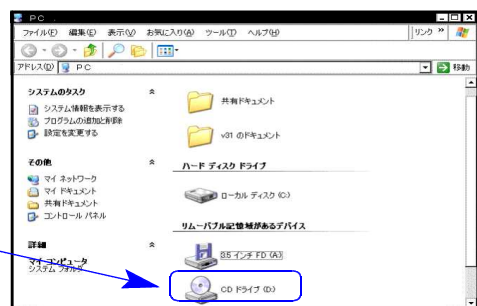 PC
ファイル(F) 編集(E) 表示(V) お気に入り(A) ツール(T) ヘルプ(H)
リンク »
アドレス(D) PC
移動
システムのタスク
システム情報を表示する
プログラムの追加と削除
設定を変更する
その他
マイ ネットワーク
マイ ドキュメント
共有ドキュメント
コントロール パネル
詳細
マイ コンピュータ
システム フォルダ
共有ドキュメント
v31 のドキュメント
ハード ディスク ドライブ
ローカル ディスク (C:)
リムーバブル記憶域があるデバイス
3.5 インチ FD (A:)
CD ドライブ (D:)